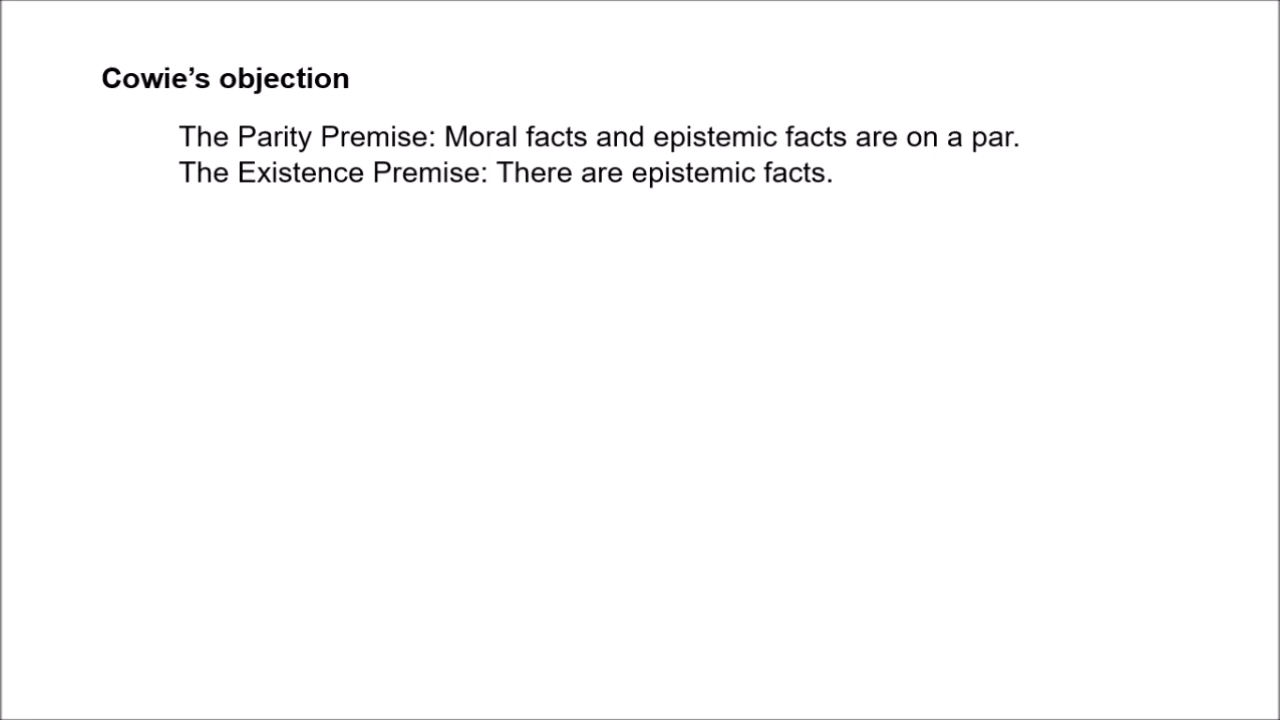 Cowie’s objection
The Parity Premise: Moral facts and epistemic facts are on a par.
The Existence Premise: There are epistemic facts.